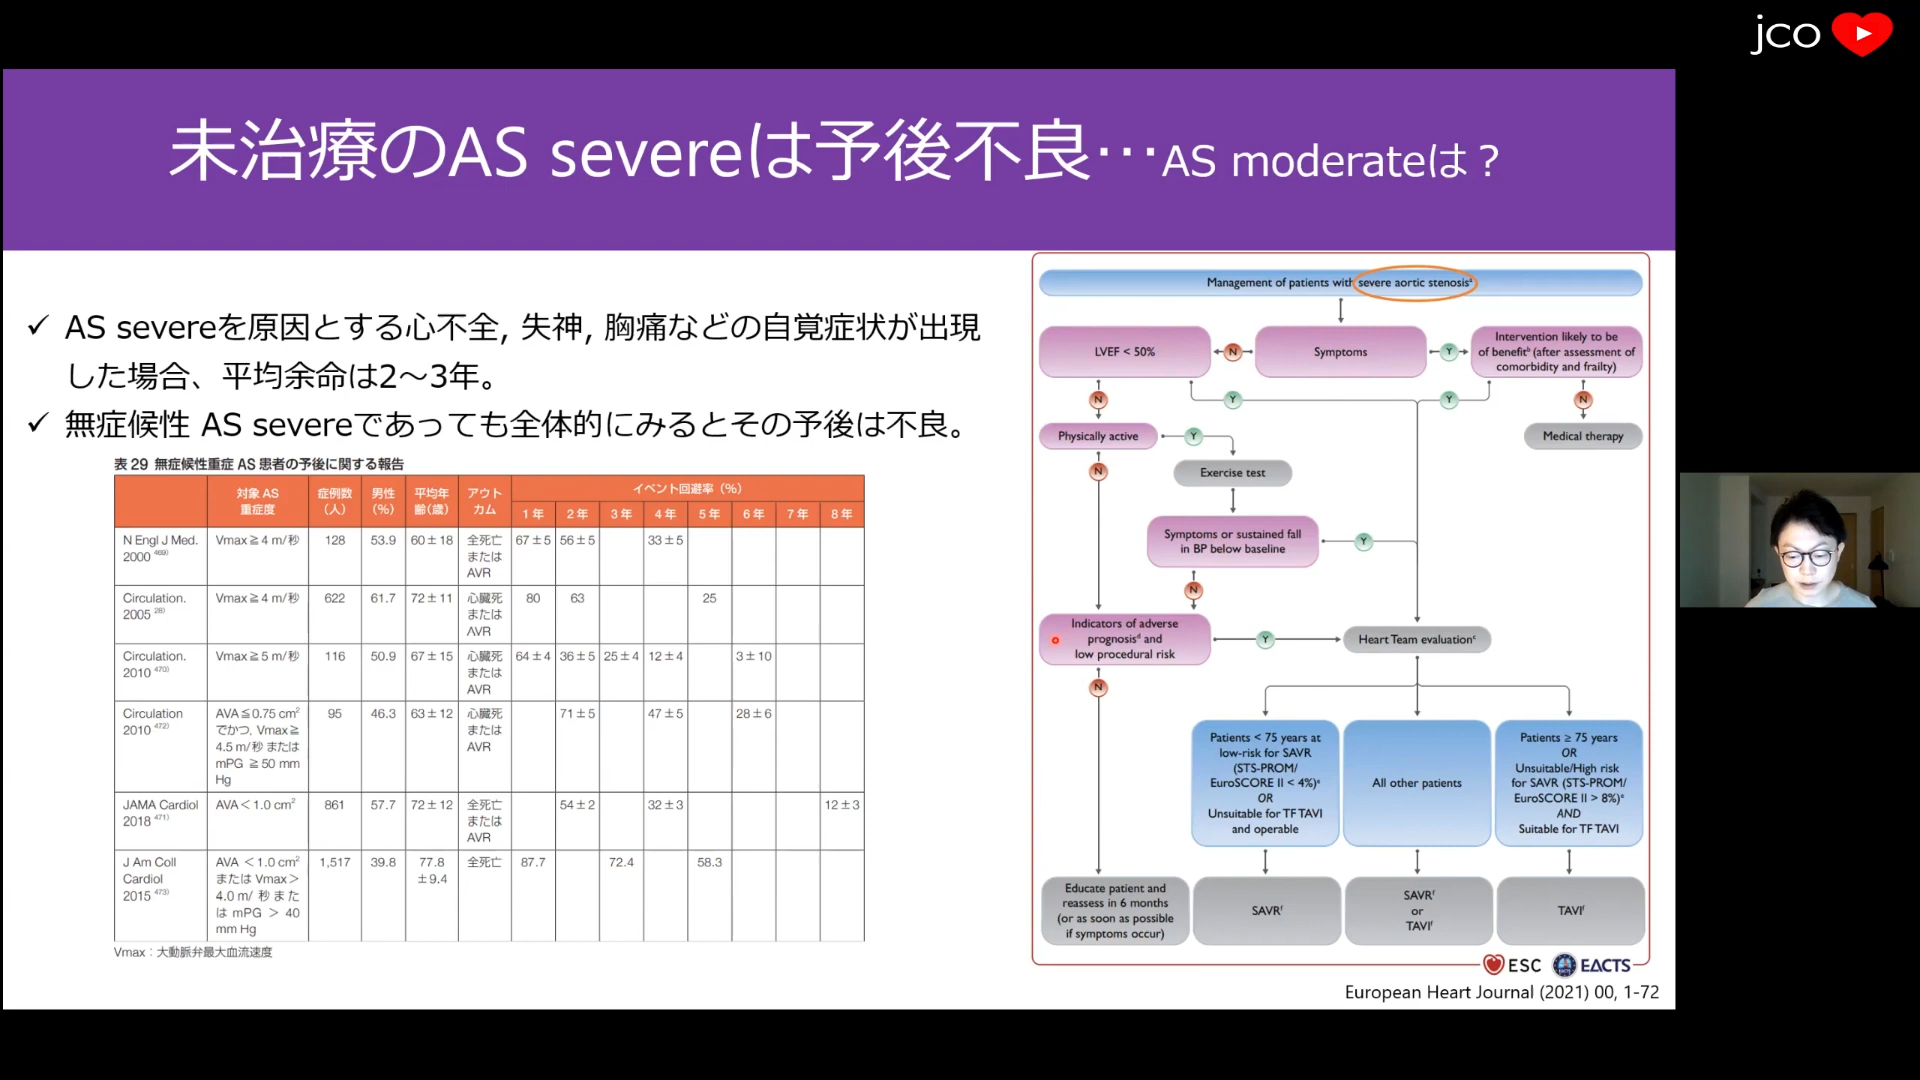 jco
未治療のAS severeは予後不良…AS moderateは？
✓ AS severeを原因とする心不全, 失神, 胸痛などの自覚症状が出現
した場合、平均余命は2～3年。
✓ 無症候性 AS severeであっても全体的にみるとその予後は不良。
表 29 無症候性重症 AS 患者の予後に関する報告
対象 AS 重症度 症例数（人） 男性（％） 平均年齢（歳） アウトカム イベント回避率（％）
1 年 2 年 3 年 4 年 5 年 6 年 7 年 8 年
N Engl J Med. 2000 469) Vmax≧4 m/秒 128 53.9 60±18 全死亡または AVR 67±5 56±5 33±5
Circulation. 2005 28) Vmax≧4 m/秒 622 61.7 72±11 心臓死または AVR 80 63 25
Circulation. 2010 470) Vmax≧5 m/秒 116 50.9 67±15 心臓死または AVR 64±4 36±5 25±4 12±4 3±10
Circulation 2010 472) AVA≦0.75 cm² でかつ, Vmax≧ 4.5 m/秒 または mPG ≧50 mm Hg 95 46.3 63±12 心臓死または AVR 71±5 47±5 28±6
JAMA Cardiol 2018 471) AVA＜1.0 cm² 861 57.7 72±12 全死亡または AVR 54±2 32±3 12±3
J Am Coll Cardiol 2015 473) AVA ＜1.0 cm² または Vmax＞ 4.0 m/ 秒 または mPG ＞ 40 mm Hg 1,517 39.8 77.8 ±9.4 全死亡 87.7 72.4 58.3
Vmax：大動脈弁最大血流速度
Management of patients with severe aortic stenosisᵃ
LVEF < 50%
N
Symptoms
Y
Intervention likely to be
of benefitᵇ (after assessment of
comorbidity and frailty)
N
Y
Y
N
Physically active
Y
Medical therapy
N
Exercise test
Symptoms or sustained fall
in BP below baseline
Y
N
Indicators of adverse
prognosisᵈ and
low procedural risk
Y
Heart Team evaluationᶜ
N
Patients < 75 years at
low-risk for SAVR
(STS-PROM/
EuroSCORE II < 4%)ᵉ
OR
Unsuitable for TF TAVI
and operable
All other patients
Patients ≥ 75 years
OR
Unsuitable/High risk
for SAVR (STS-PROM/
EuroSCORE II > 8%)ᵉ
AND
Suitable for TF TAVI
Educate patient and
reassess in 6 months
(or as soon as possible
if symptoms occur)
SAVRᶠ
SAVRᶠ
or
TAVIᶠ
TAVIᶠ
ESC EACTS
European Heart Journal (2021) 00, 1-72